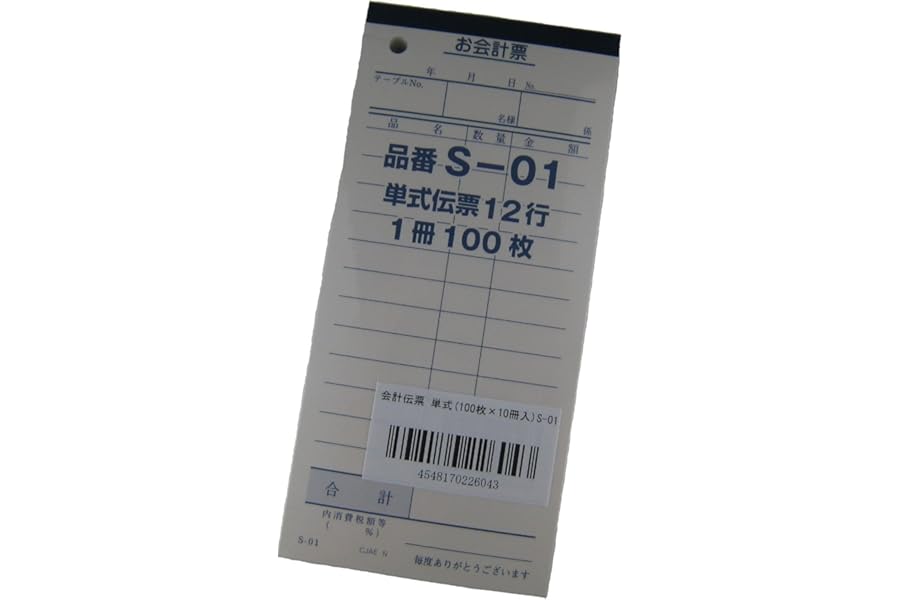 お会計票
年 月 日 No.
テーブルNo.
名様 係
品 名 数 量 金 額
品番 S-01
単式伝票12行
1冊100枚
会計伝票 単式(100枚×10冊入)S-01
4548170226043
合 計
内消費税額等
( %)
S-01 CJAE N 毎度ありがとうございます